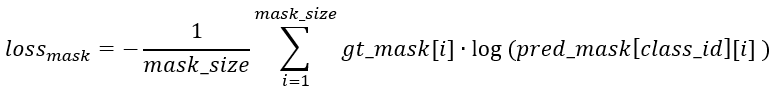 loss_mask = − 1/mask_size ∑_{i=1}^{mask_size} gt_mask[i] · log (pred_mask[class_id][i] )